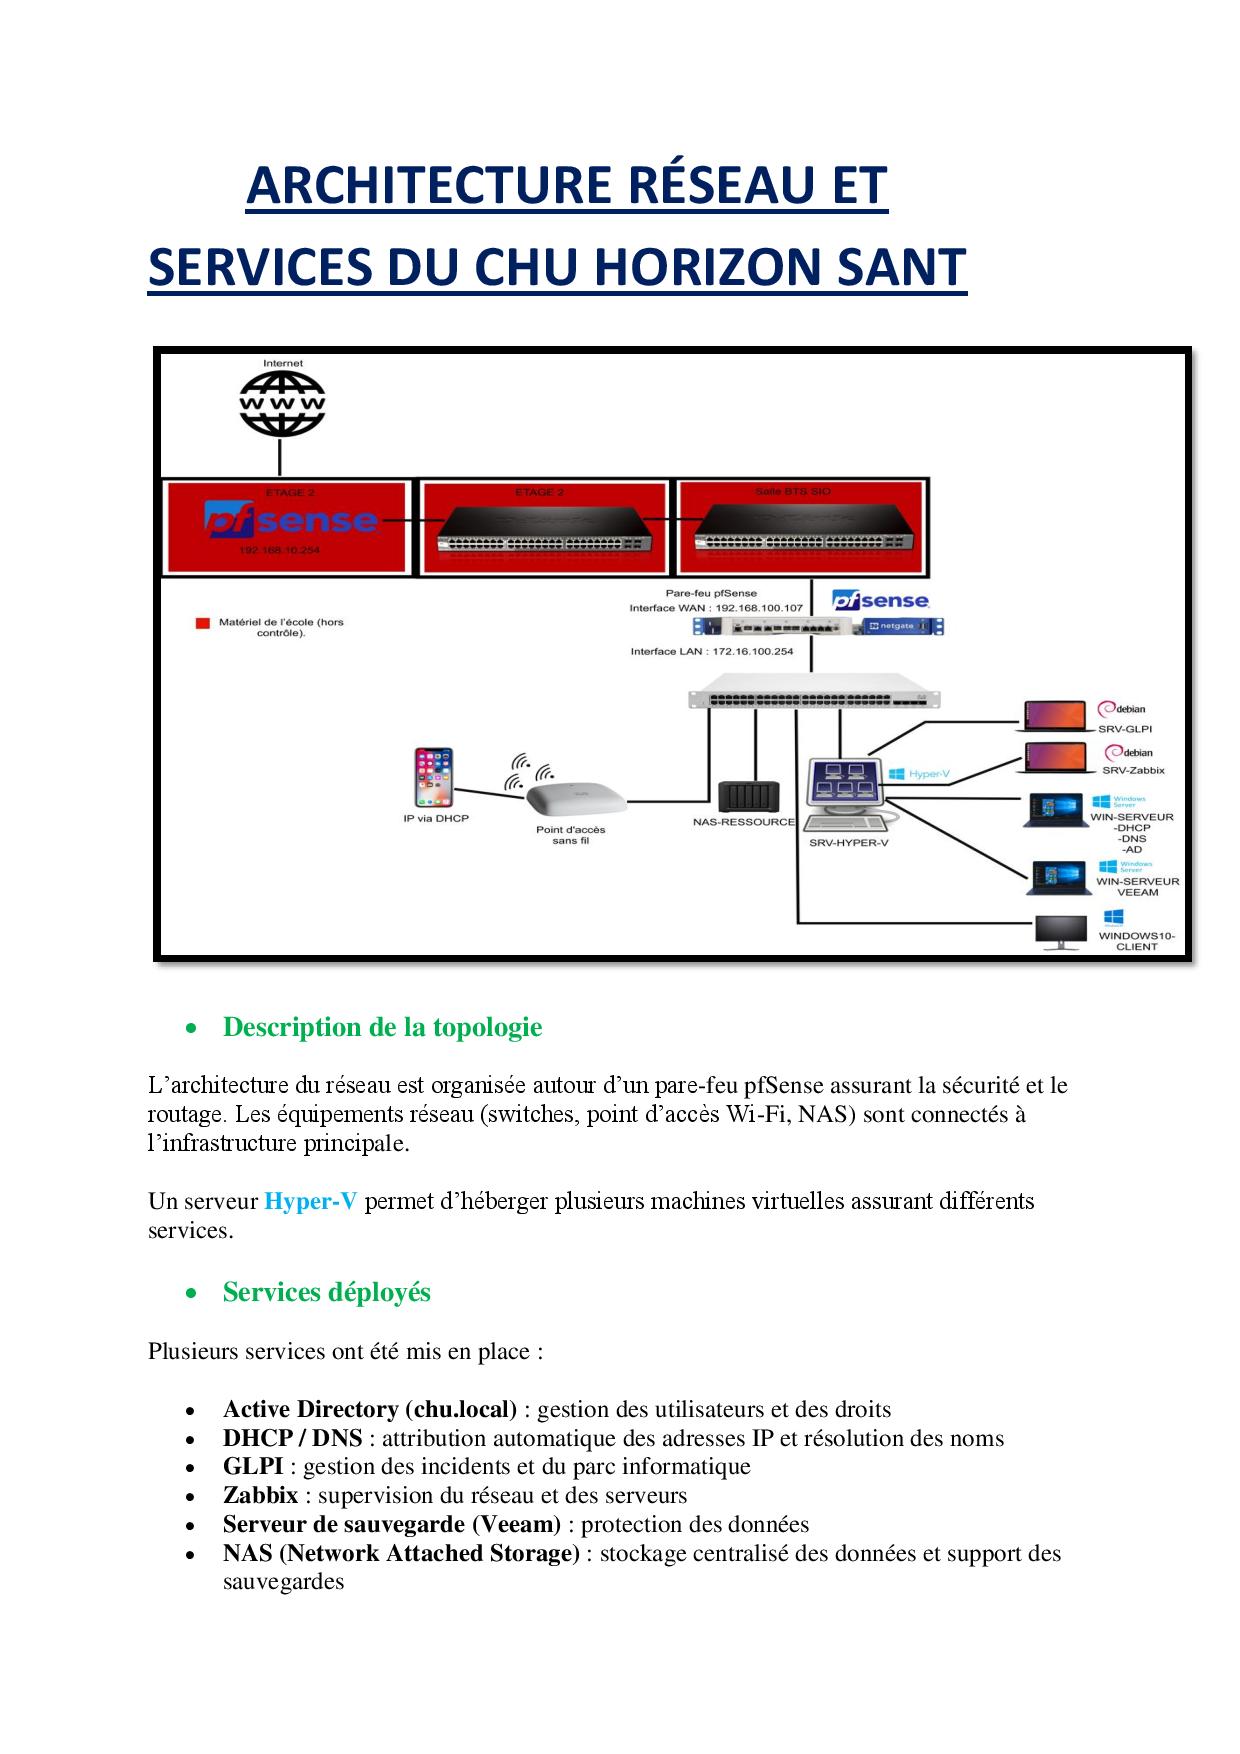 ARCHITECTURE RÉSEAU ET
SERVICES DU CHU HORIZON SANT
Internet
WWW
ETAGE 2
ETAGE 2
Salle BTS SIO
pfsense
192.168.10.254
Pare-feu pfSense
Interface WAN : 192.168.100.107
pfsense
netgate
Matériel de l'école (hors
contrôle).
Interface LAN : 172.16.100.254
debian
SRV-GLPI
debian
SRV-Zabbix
Hyper-V
Windows
Server
WIN-SERVEUR
-DHCP
-DNS
-AD
IP via DHCP
Point d'accès
sans fil
NAS-RESSOURCE
SRV-HYPER-V
Windows
Server
WIN-SERVEUR
VEEAM
WINDOWS10-
CLIENT
• Description de la topologie
L’architecture du réseau est organisée autour d’un pare-feu pfSense assurant la sécurité et le
routage. Les équipements réseau (switches, point d’accès Wi-Fi, NAS) sont connectés à
l’infrastructure principale.
Un serveur Hyper-V permet d’héberger plusieurs machines virtuelles assurant différents
services.
• Services déployés
Plusieurs services ont été mis en place :
• Active Directory (chu.local) : gestion des utilisateurs et des droits
• DHCP / DNS : attribution automatique des adresses IP et résolution des noms
• GLPI : gestion des incidents et du parc informatique
• Zabbix : supervision du réseau et des serveurs
• Serveur de sauvegarde (Veeam) : protection des données
• NAS (Network Attached Storage) : stockage centralisé des données et support des
sauvegardes